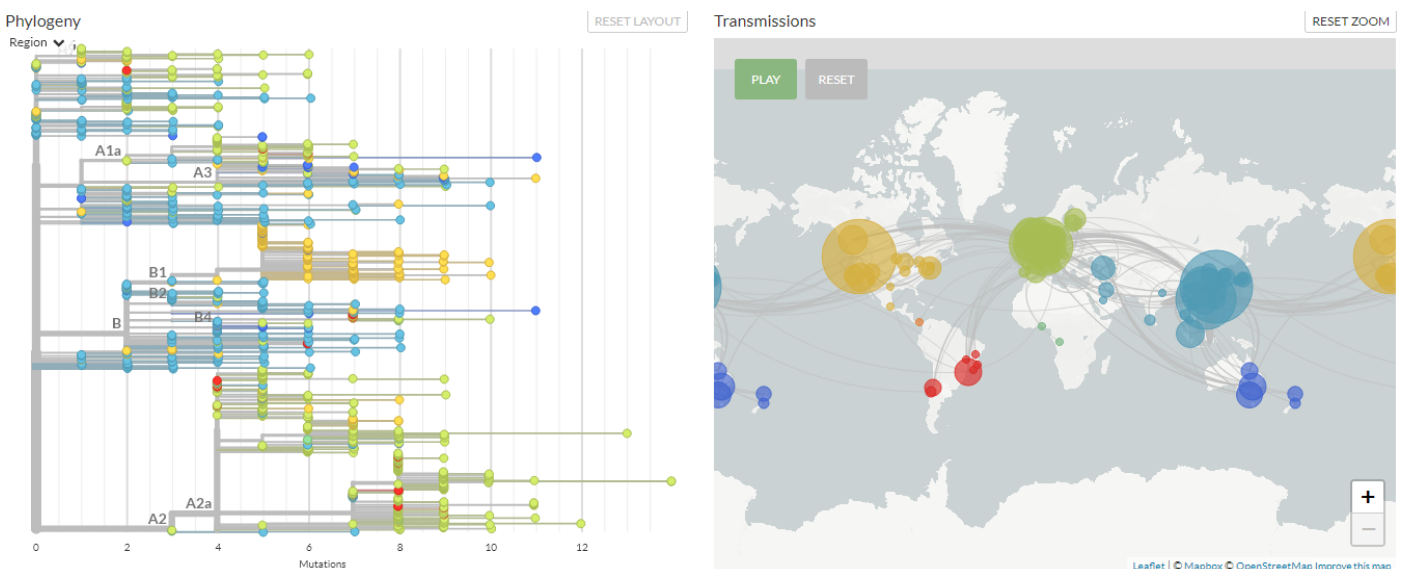 Phylogeny
RESET LAYOUT
Region
A1a
A3
B1
B2
B
B4
A2a
A2
0 2 4 6 8 10 12
Mutations
Transmissions
RESET ZOOM
PLAY
RESET
+
−
Leaflet | © Mapbox © OpenStreetMap Improve this map